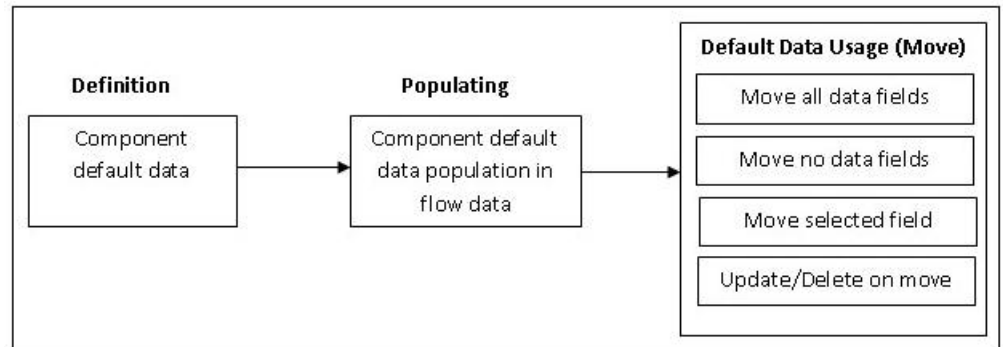 Definition
Component
default data
Populating
Component default
data population in
flow data
Default Data Usage (Move)
Move all data fields
Move no data fields
Move selected field
Update/Delete on move